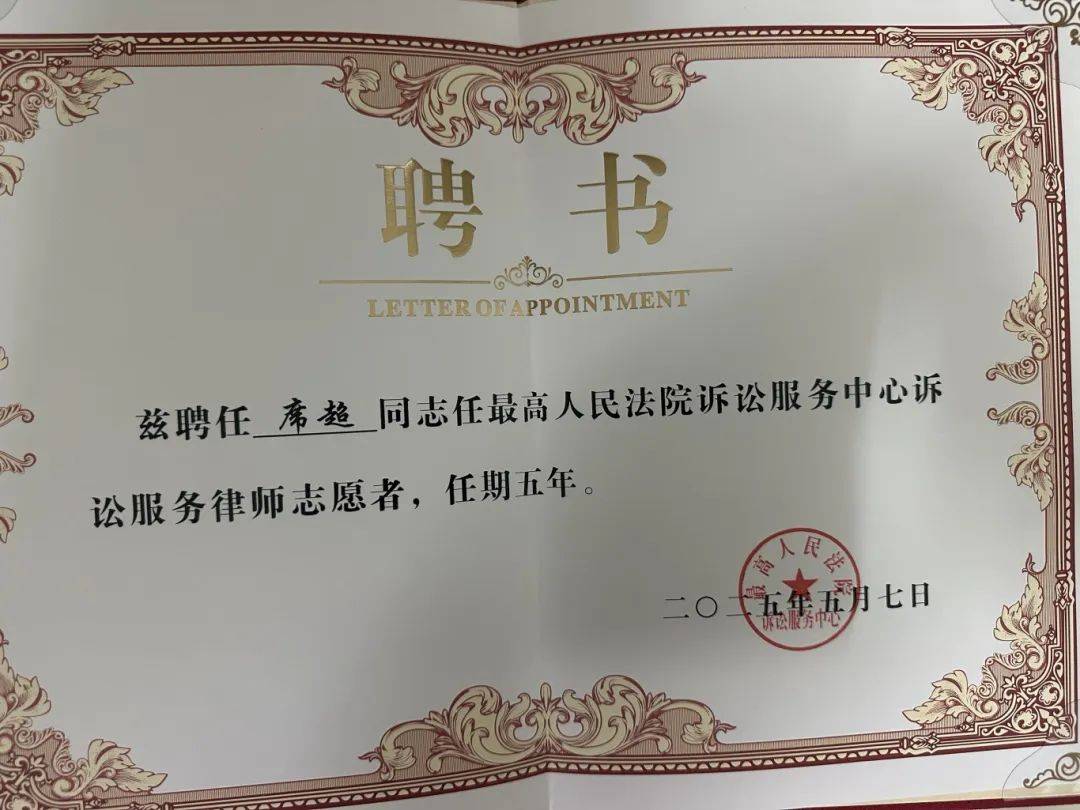 聘书
LETTER OF APPOINTMENT
兹聘任 席超 同志任最高人民法院诉讼服务中心诉
讼服务律师志愿者，任期五年。
二〇二五年五月七日
最高人民法院
诉讼服务中心